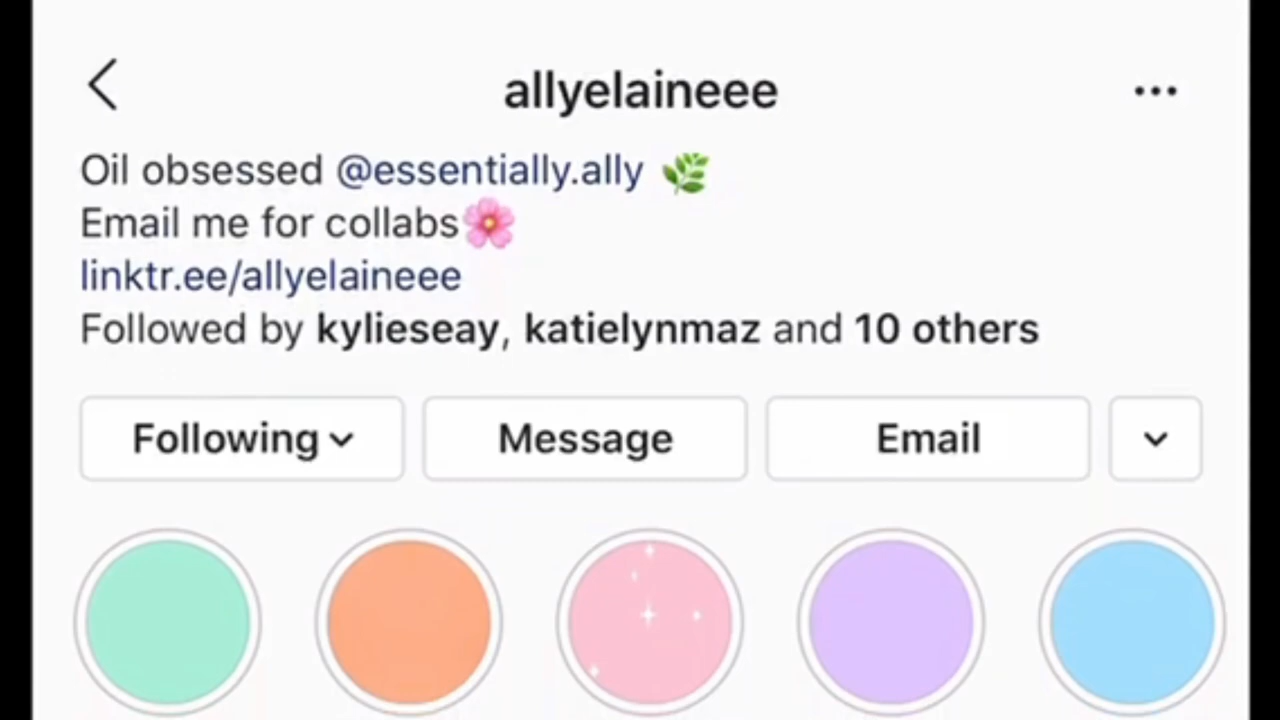 allyelaineee
Oil obsessed @essentially.ally 🌿
Email me for collabs🌸
linktr.ee/allyelaineee
Followed by kylieseay, katielynmaz and 10 others
Following Message Email